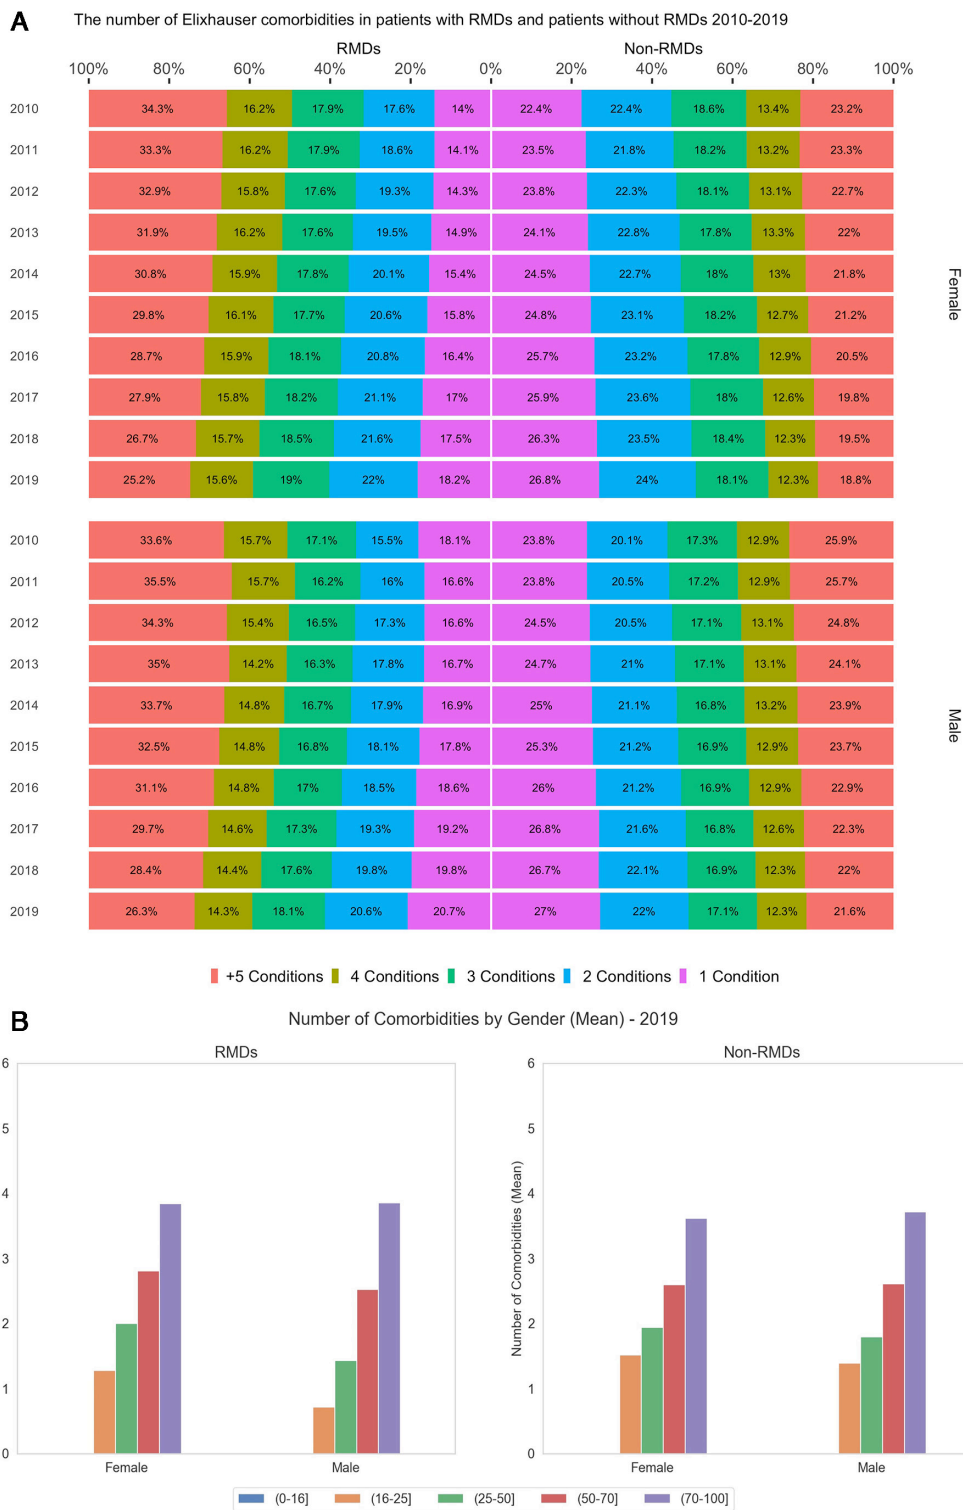 A
The number of Elixhauser comorbidities in patients with RMDs and patients without RMDs 2010-2019
RMDs Non-RMDs
100% 80% 60% 40% 20% 0% 20% 40% 60% 80% 100%
2010 34.3% 16.2% 17.9% 17.6% 14% 22.4% 22.4% 18.6% 13.4% 23.2%
2011 33.3% 16.2% 17.9% 18.6% 14.1% 23.5% 21.8% 18.2% 13.2% 23.3%
2012 32.9% 15.8% 17.6% 19.3% 14.3% 23.8% 22.3% 18.1% 13.1% 22.7%
2013 31.9% 16.2% 17.6% 19.5% 14.9% 24.1% 22.8% 17.8% 13.3% 22%
2014 30.8% 15.9% 17.8% 20.1% 15.4% 24.5% 22.7% 18% 13% 21.8%
2015 29.8% 16.1% 17.7% 20.6% 15.8% 24.8% 23.1% 18.2% 12.7% 21.2%
2016 28.7% 15.9% 18.1% 20.8% 16.4% 25.7% 23.2% 17.8% 12.9% 20.5%
2017 27.9% 15.8% 18.2% 21.1% 17% 25.9% 23.6% 18% 12.6% 19.8%
2018 26.7% 15.7% 18.5% 21.6% 17.5% 26.3% 23.5% 18.4% 12.3% 19.5%
2019 25.2% 15.6% 19% 22% 18.2% 26.8% 24% 18.1% 12.3% 18.8%
Female
2010 33.6% 15.7% 17.1% 15.5% 18.1% 23.8% 20.1% 17.3% 12.9% 25.9%
2011 35.5% 15.7% 16.2% 16% 16.6% 23.8% 20.5% 17.2% 12.9% 25.7%
2012 34.3% 15.4% 16.5% 17.3% 16.6% 24.5% 20.5% 17.1% 13.1% 24.8%
2013 35% 14.2% 16.3% 17.8% 16.7% 24.7% 21% 17.1% 13.1% 24.1%
2014 33.7% 14.8% 16.7% 17.9% 16.9% 25% 21.1% 16.8% 13.2% 23.9%
2015 32.5% 14.8% 16.8% 18.1% 17.8% 25.3% 21.2% 16.9% 12.9% 23.7%
2016 31.1% 14.8% 17% 18.5% 18.6% 26% 21.2% 16.9% 12.9% 22.9%
2017 29.7% 14.6% 17.3% 19.3% 19.2% 26.8% 21.6% 16.8% 12.6% 22.3%
2018 28.4% 14.4% 17.6% 19.8% 19.8% 26.7% 22.1% 16.9% 12.3% 22%
2019 26.3% 14.3% 18.1% 20.6% 20.7% 27% 22% 17.1% 12.3% 21.6%
Male
+5 Conditions 4 Conditions 3 Conditions 2 Conditions 1 Condition
B
Number of Comorbidities by Gender (Mean) - 2019
RMDs Non-RMDs
6 6
5 5
4 4
3 3
2 2
1 1
0 0
Number of Comorbidities (Mean)
Female Male Female Male
(0-16] (16-25] (25-50] (50-70] (70-100]